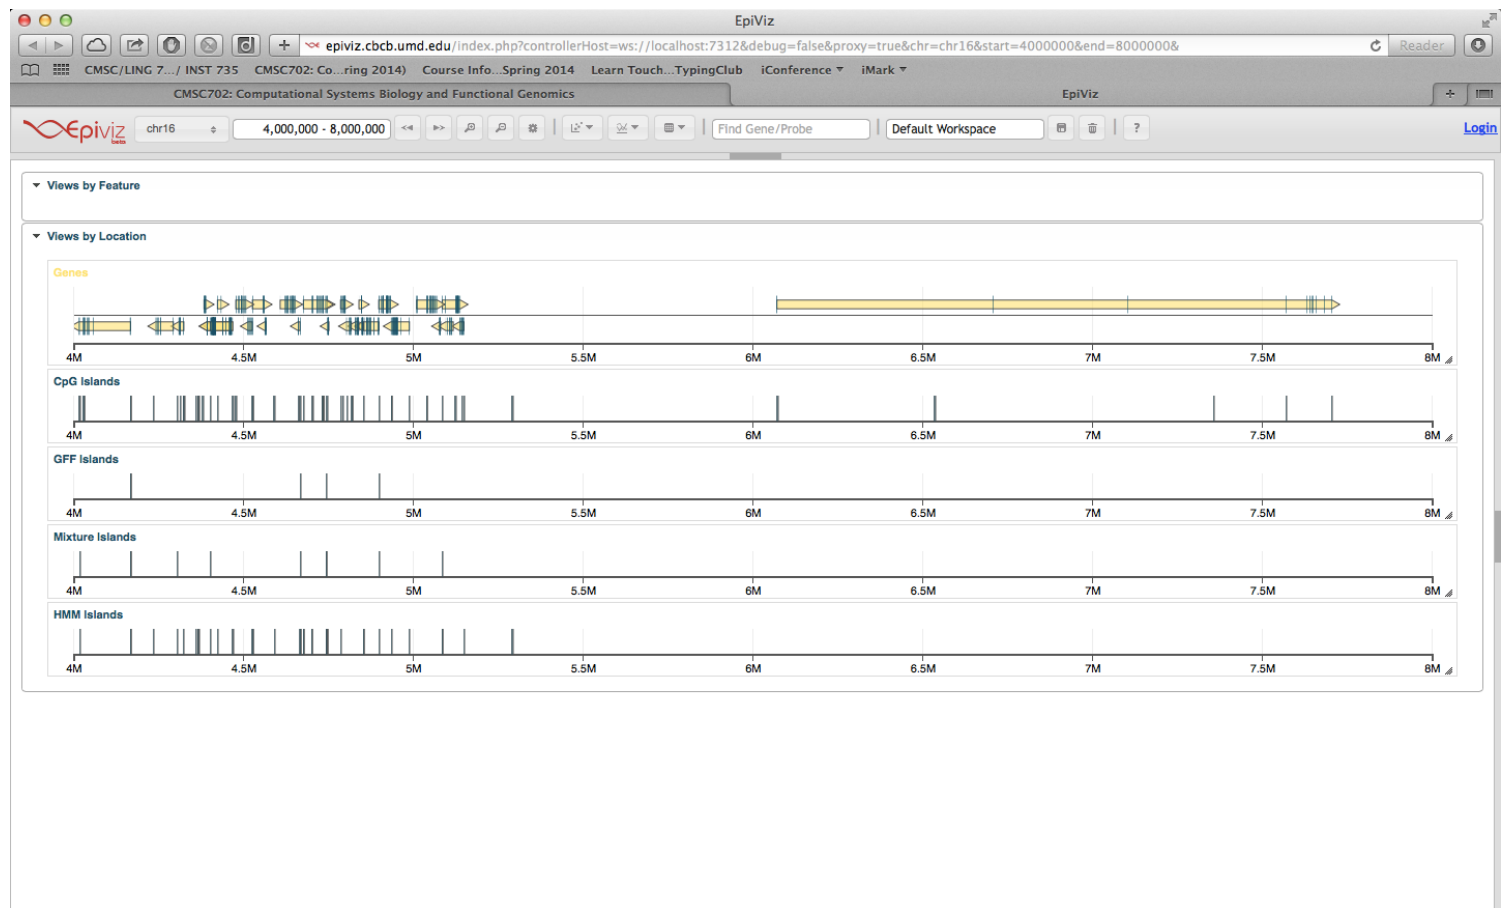 EpiViz
epiviz.cbcb.umd.edu/index.php?controllerHost=ws://localhost:7312&debug=false&proxy=true&chr=chr16&start=4000000&end=8000000& Reader
CMSC/LING 7.../ INST 735 CMSC702: Co...ring 2014) Course Info...Spring 2014 Learn Touch...TypingClub iConference iMark
CMSC702: Computational Systems Biology and Functional Genomics EpiViz
Epiviz beta chr16 4,000,000 - 8,000,000 Find Gene/Probe Default Workspace ? Login
Views by Feature
Views by Location
Genes
4M 4.5M 5M 5.5M 6M 6.5M 7M 7.5M 8M
CpG Islands
4M 4.5M 5M 5.5M 6M 6.5M 7M 7.5M 8M
GFF Islands
4M 4.5M 5M 5.5M 6M 6.5M 7M 7.5M 8M
Mixture Islands
4M 4.5M 5M 5.5M 6M 6.5M 7M 7.5M 8M
HMM Islands
4M 4.5M 5M 5.5M 6M 6.5M 7M 7.5M 8M